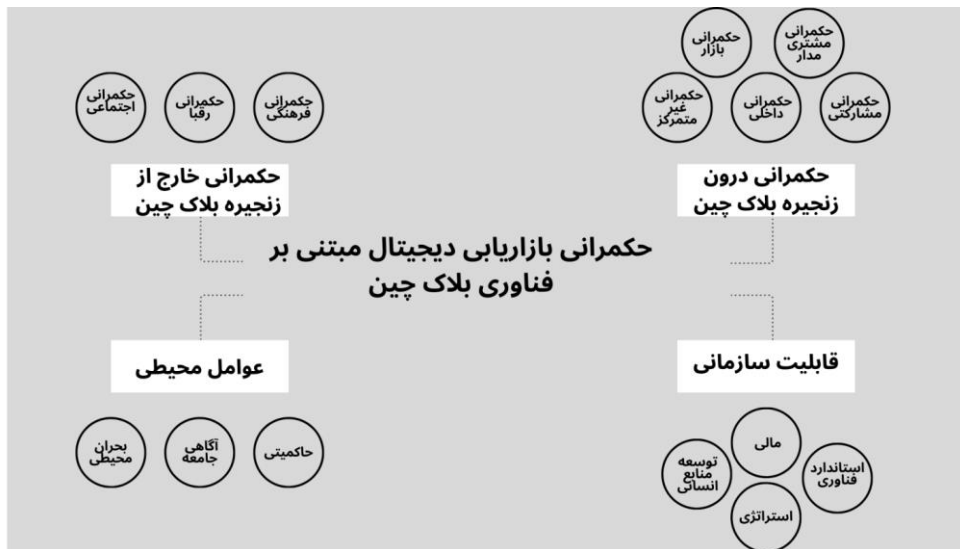 حکمرانی
بازار
حکمرانی
مشتری
مدار
حکمرانی
غیر
متمرکز
حکمرانی
داخلی
حکمرانی
مشارکتی
حکمرانی درون
زنجیره بلاک چین
حکمرانی
فرهنگی
حکمرانی
رقبا
حکمرانی
اجتماعی
حکمرانی خارج از
زنجیره بلاک چین
حکمرانی بازاریابی دیجیتال مبتنی بر
فناوری بلاک چین
قابلیت سازمانی
مالی
استاندارد
فناوری
توسعه
منابع
انسانی
استراتژی
عوامل محیطی
حاکمیتی
آگاهی
جامعه
بحران
محیطی